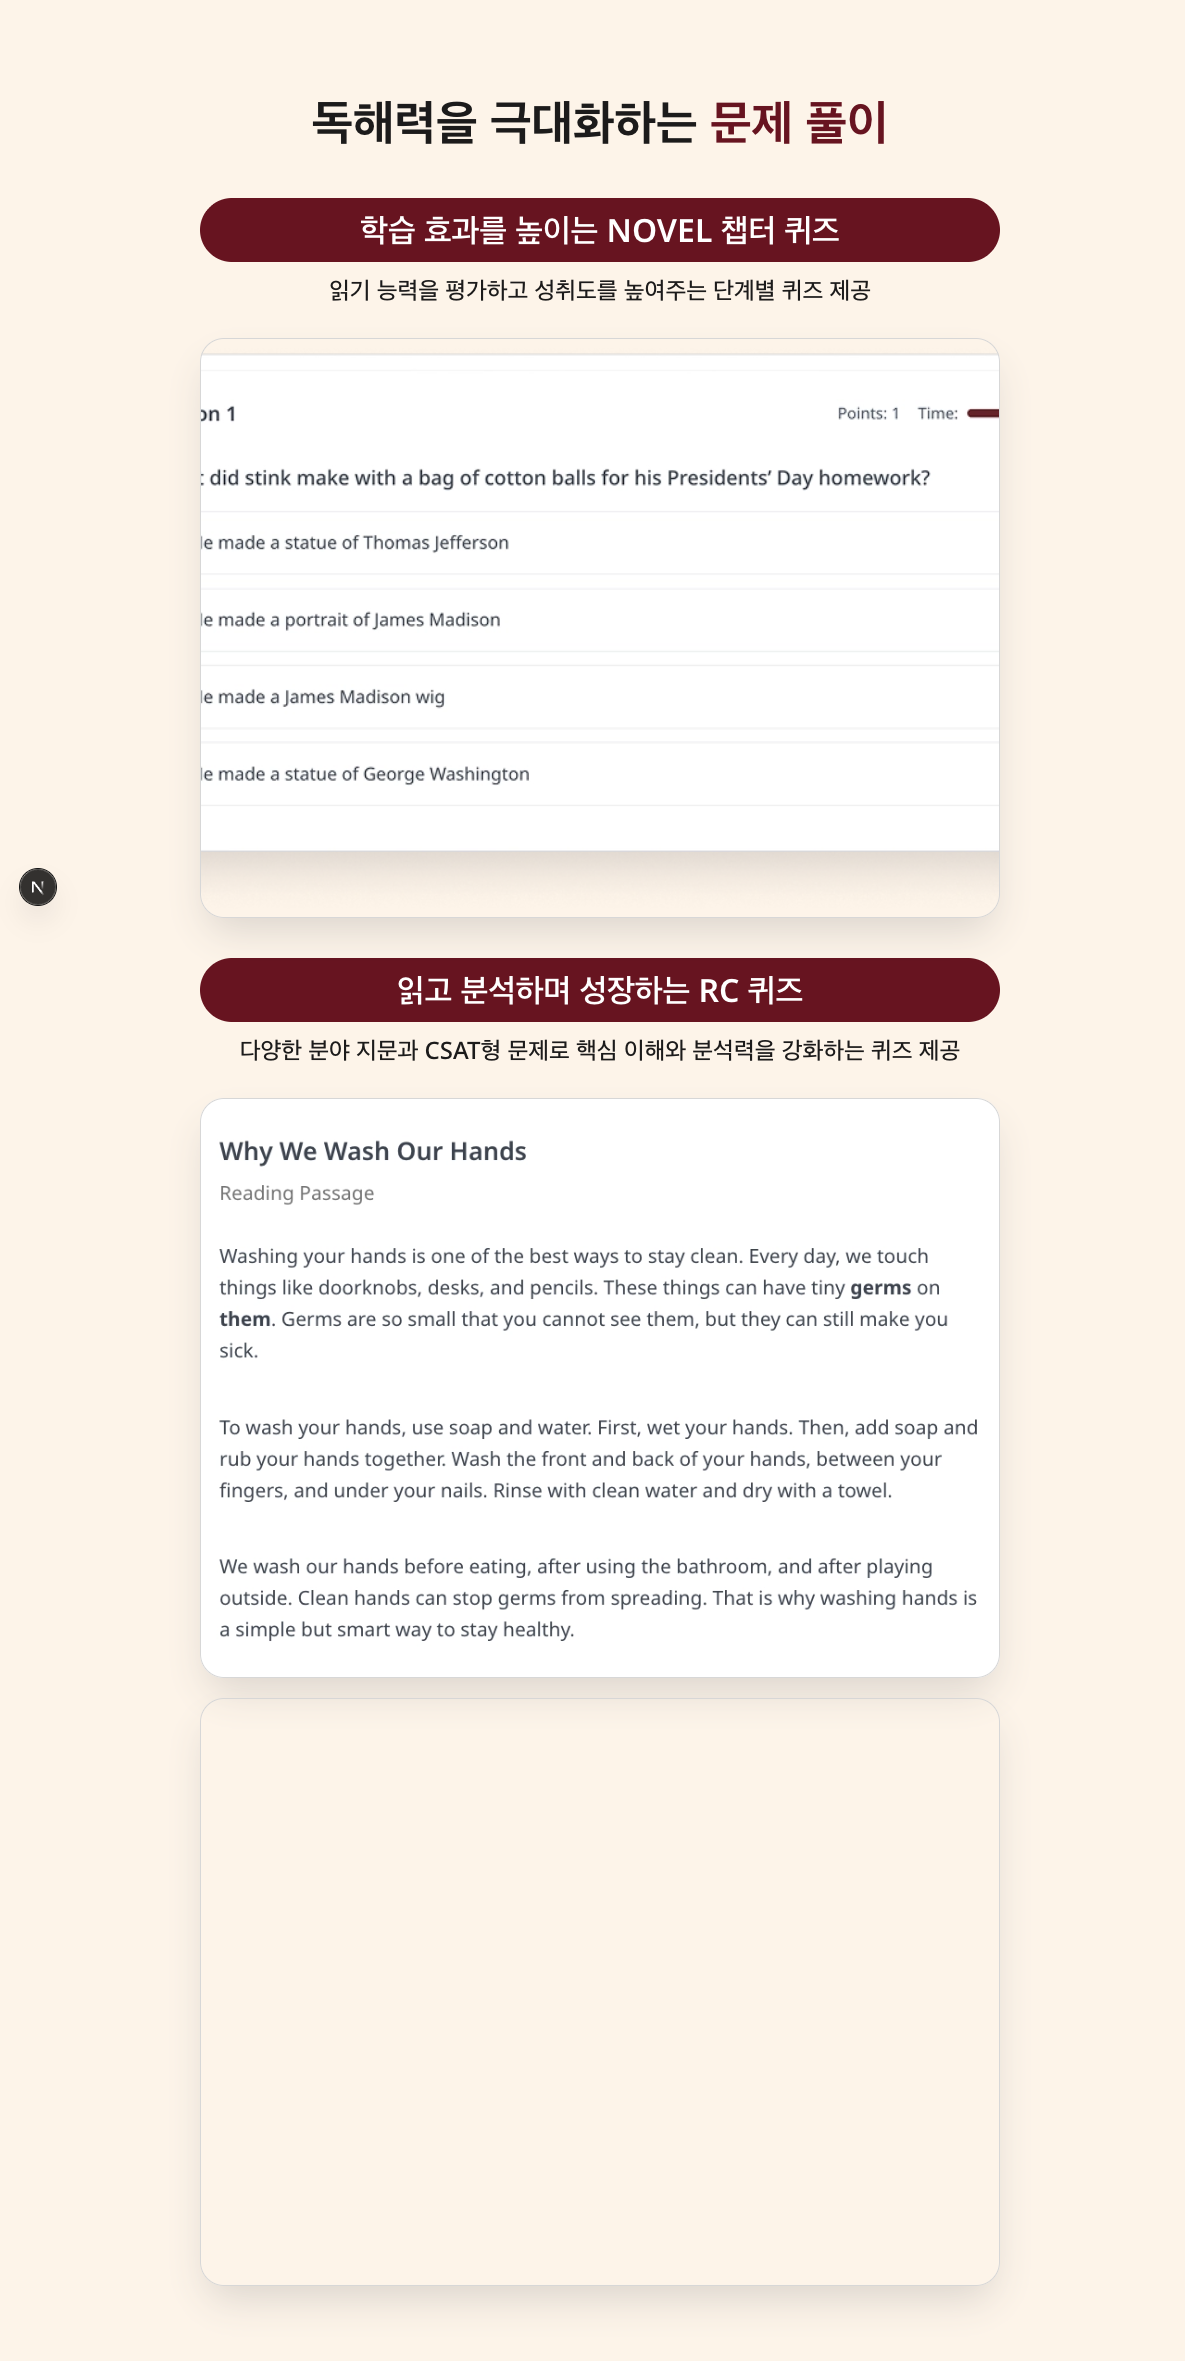 독해력을 극대화하는 문제 풀이
학습 효과를 높이는 NOVEL 챕터 퀴즈
읽기 능력을 평가하고 성취도를 높여주는 단계별 퀴즈 제공
on 1
Points: 1 Time:
did stink make with a bag of cotton balls for his Presidents’ Day homework?
made a statue of Thomas Jefferson
made a portrait of James Madison
made a James Madison wig
made a statue of George Washington
N
읽고 분석하며 성장하는 RC 퀴즈
다양한 분야 지문과 CSAT형 문제로 핵심 이해와 분석력을 강화하는 퀴즈 제공
Why We Wash Our Hands
Reading Passage
Washing your hands is one of the best ways to stay clean. Every day, we touch
things like doorknobs, desks, and pencils. These things can have tiny germs on
them. Germs are so small that you cannot see them, but they can still make you
sick.
To wash your hands, use soap and water. First, wet your hands. Then, add soap and
rub your hands together. Wash the front and back of your hands, between your
fingers, and under your nails. Rinse with clean water and dry with a towel.
We wash our hands before eating, after using the bathroom, and after playing
outside. Clean hands can stop germs from spreading. That is why washing hands is
a simple but smart way to stay healthy.